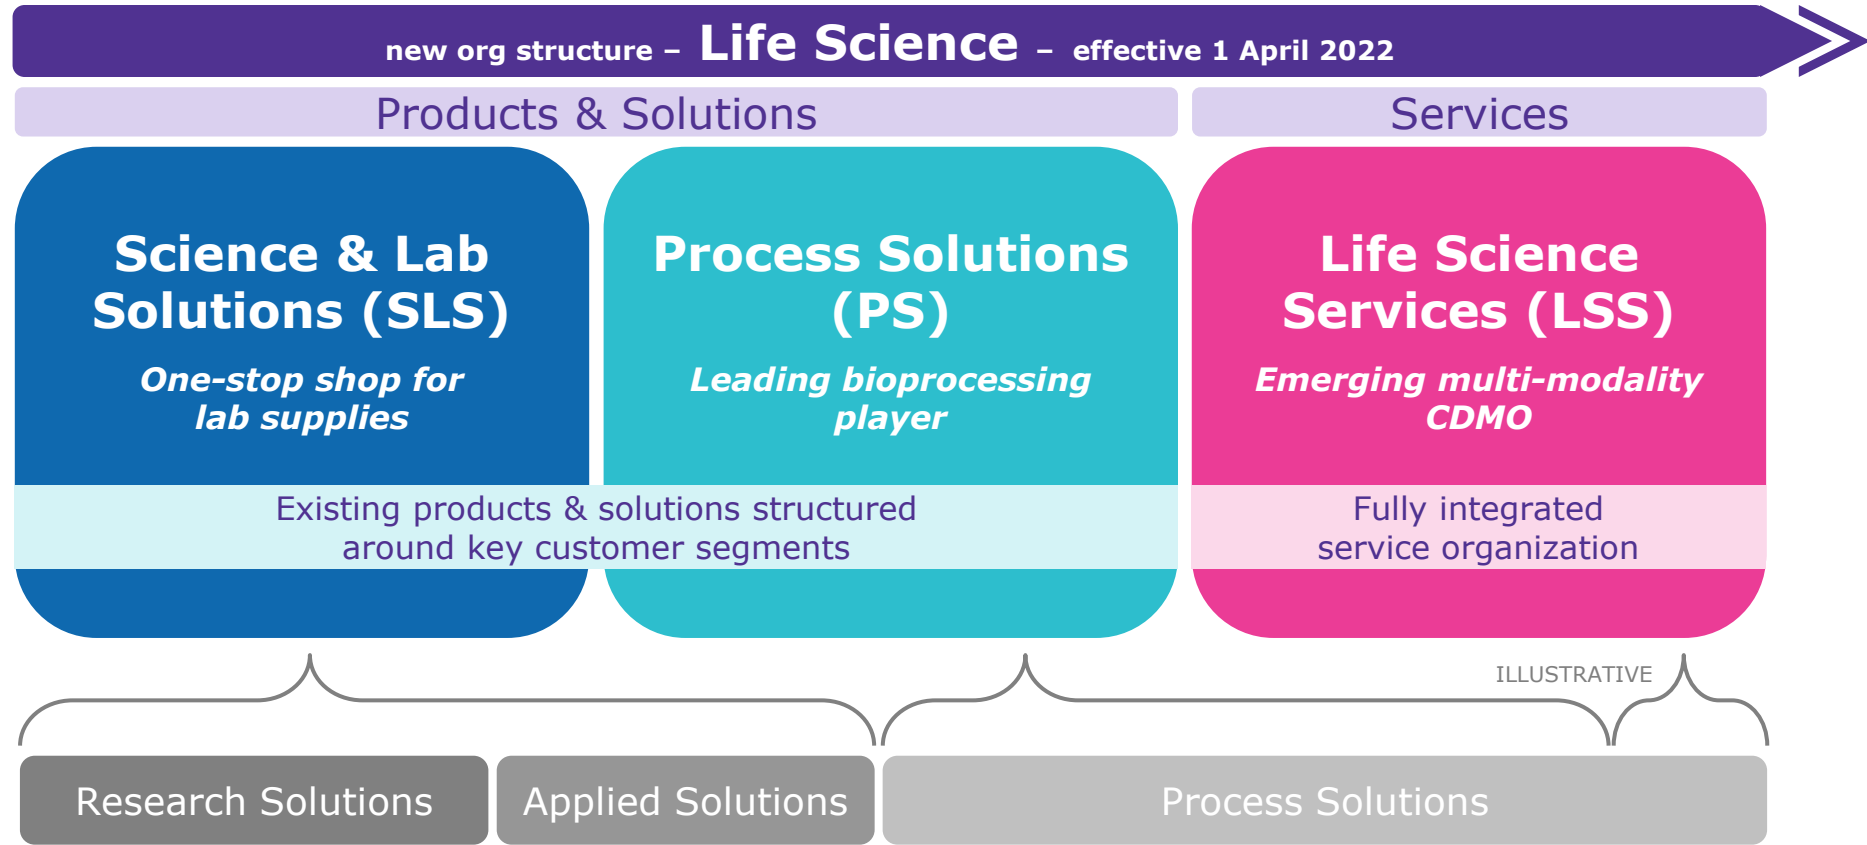 new org structure – Life Science – effective 1 April 2022
Products & Solutions
Services
Science & Lab
Solutions (SLS)
One-stop shop for
lab supplies
Process Solutions
(PS)
Leading bioprocessing
player
Life Science
Services (LSS)
Emerging multi-modality
CDMO
Existing products & solutions structured
around key customer segments
Fully integrated
service organization
ILLUSTRATIVE
Research Solutions
Applied Solutions
Process Solutions